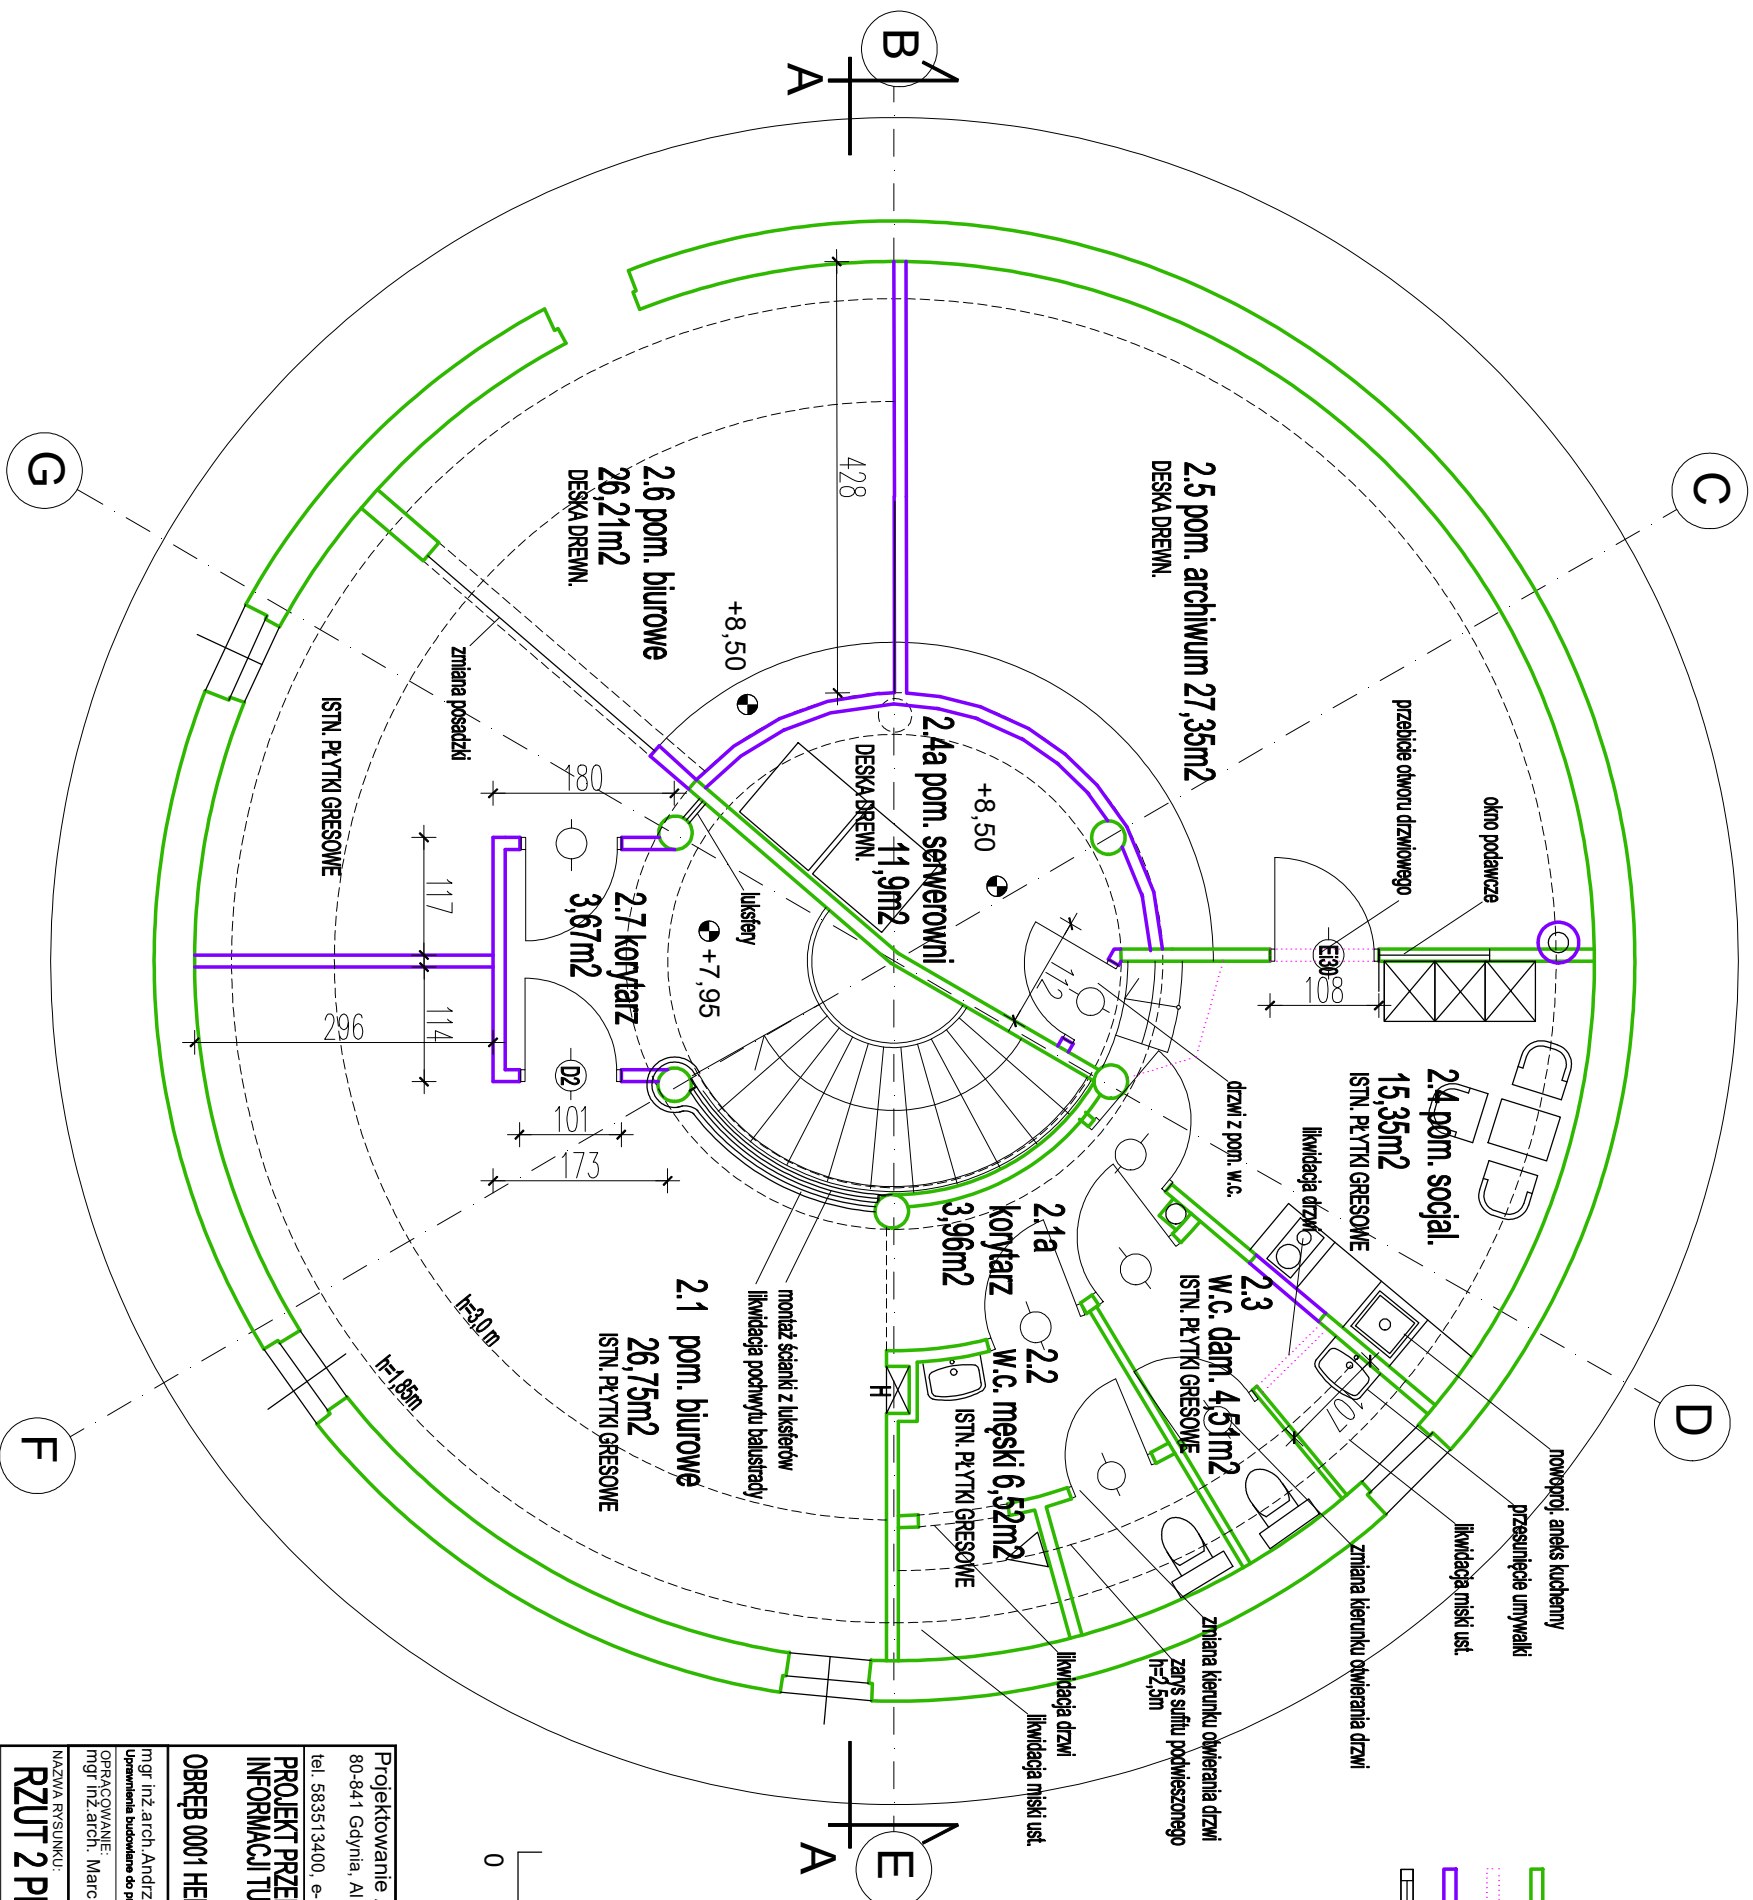 B
A
C
G
D
F
E
A
2.5 pom. archiwum 27,35m2
DESKA DREWN.
2.6 pom. biurowe
26,21m2
DESKA DREWN.
428
+8,50
zmiana posadzki
ISTN. PŁYTKI GRESOWE
180
117
114
296
101
173
2.7 korytarz
3,67m2
D2
luksfery
+7,95
2.4a pom. serwerowni
11,9m2
DESKA DREWN.
+8,50
112
przebicie otworu drzwiowego
okno podawcze
EI30
108
2.4 pom. socjal.
15,35m2
ISTN. PŁYTKI GRESOWE
drzwi z pom. w.c.
likwidacja drzwi
2.3
w.c. dam. 4,51m2
ISTN. PŁYTKI GRESOWE
107
2.1a
korytarz
3,96m2
2.2
w.c. męski 6,52m2
ISTN. PŁYTKI GRESOWE
H
2.1 pom. biurowe
26,75m2
ISTN. PŁYTKI GRESOWE
montaż ścianki z luksferów
likwidacja pochwytu balustrady
h=3,0 m
h=1,85m
nowoproj. aneks kuchenny
przesunięcie umywalki
likwidacja miski ust.
zmiana kierunku otwierania drzwi
zmiana kierunku otwierania drzwi
zarys sufitu podwieszonego
h=2,5m
likwidacja drzwi
likwidacja miski ust.
0
Projektowanie
80-841 Gdynia, Al
tel. 583513400, e-
PROJEKT PRZE
INFORMACJI TU
OBRĘB 0001 HE
mgr inż.arch.Andrz
Uprawnienia budowlane do p
OPRACOWANIE:
mgr inż.arch. Marc
NAZWA RYSUNKU:
RZUT 2 PI